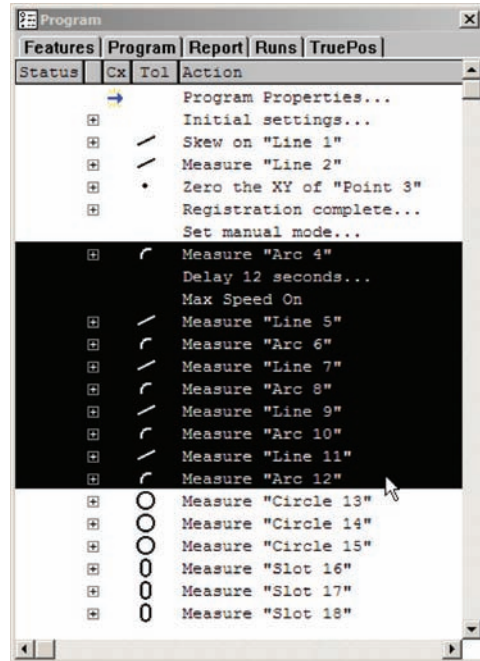 Program
Features Program Report Runs TruePos
Status Cx Tol Action
Program Properties...
Initial settings...
Skew on "Line 1"
Measure "Line 2"
Zero the XY of "Point 3"
Registration complete...
Set manual mode...
Measure "Arc 4"
Delay 12 seconds...
Max Speed On
Measure "Line 5"
Measure "Arc 6"
Measure "Line 7"
Measure "Arc 8"
Measure "Line 9"
Measure "Arc 10"
Measure "Line 11"
Measure "Arc 12"
Measure "Circle 13"
Measure "Circle 14"
Measure "Circle 15"
Measure "Slot 16"
Measure "Slot 17"
Measure "Slot 18"